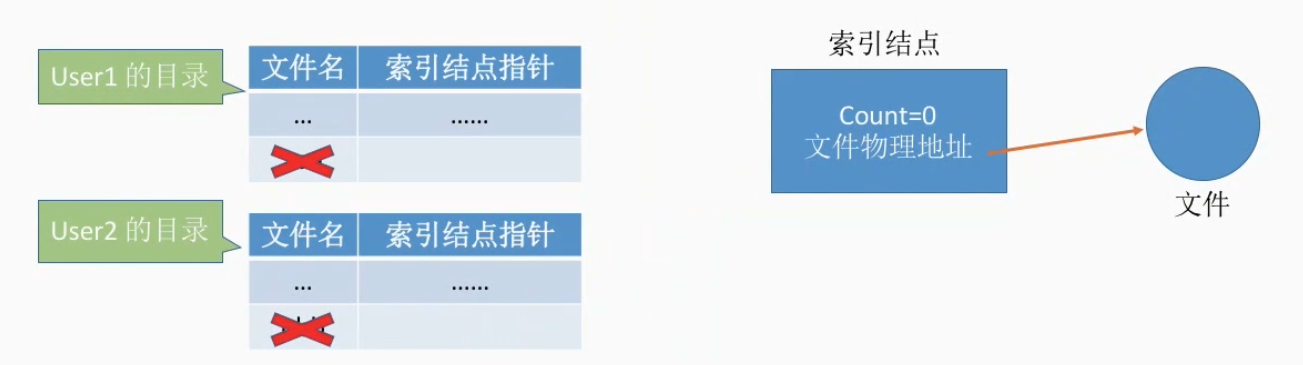 User1 的目录
文件名 索引结点指针
... ......
User2 的目录
文件名 索引结点指针
... ......
索引结点
Count=0
文件物理地址
文件